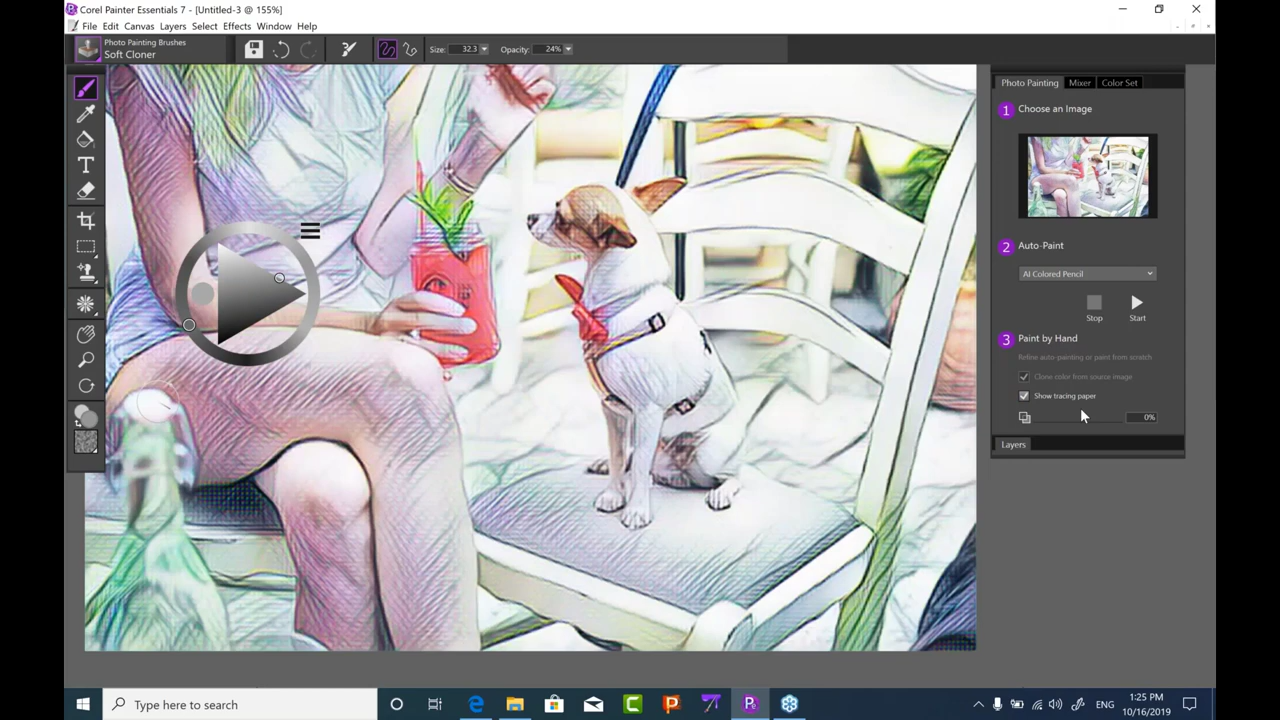 Corel Painter Essentials 7 - [Untitled-3 @ 155%]
File Edit Canvas Layers Select Effects Window Help
Photo Painting Brushes
Soft Cloner
Size: 32.3
Opacity: 24%
Photo Painting Mixer Color Set
1 Choose an Image
2 Auto-Paint
AI Colored Pencil
Stop Start
3 Paint by Hand
Refine auto-painting or paint from scratch
Clone color from source image
Show tracing paper
0%
Layers
Type here to search
ENG
1:25 PM
10/16/2019